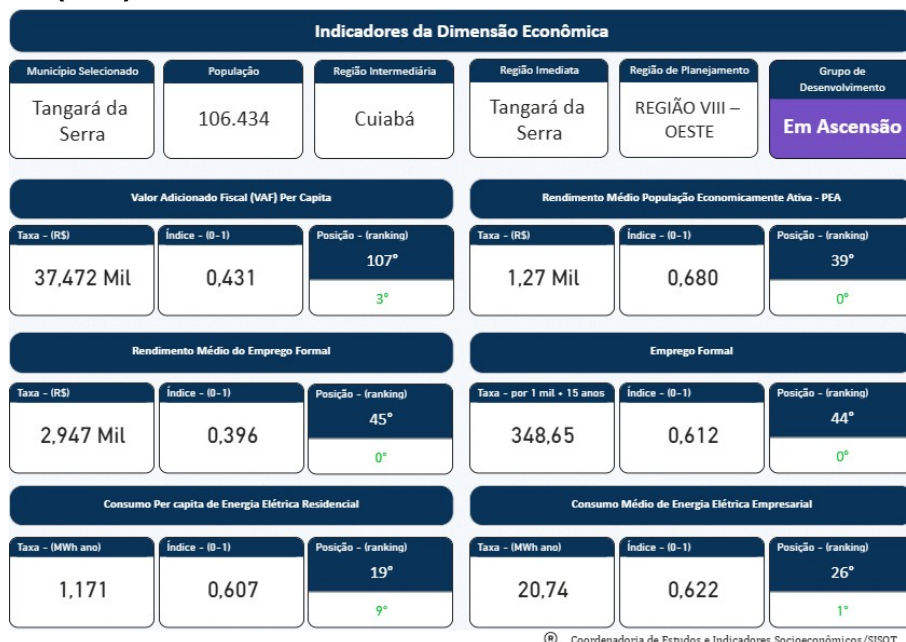 Indicadores da Dimensão Econômica
Município Selecionado
Tangará da
Serra
População
106.434
Região Intermediária
Cuiabá
Região Imediata
Tangará da
Serra
Região de Planejamento
REGIÃO VIII –
OESTE
Grupo de
Desenvolvimento
Em Ascensão
Valor Adicionado Fiscal (VAF) Per Capita
Taxa – (R$)
37,472 Mil
Índice – (0-1)
0,431
Posição – (ranking)
107°
3°
Rendimento Médio População Economicamente Ativa - PEA
Taxa – (R$)
1,27 Mil
Índice – (0-1)
0,680
Posição – (ranking)
39°
0°
Rendimento Médio do Emprego Formal
Taxa – (R$)
2,947 Mil
Índice – (0-1)
0,396
Posição – (ranking)
45°
0°
Emprego Formal
Taxa – por 1 mil + 15 anos
348,65
Índice – (0-1)
0,612
Posição – (ranking)
44°
0°
Consumo Per capita de Energia Elétrica Residencial
Taxa – (MWh ano)
1,171
Índice – (0-1)
0,607
Posição – (ranking)
19°
9°
Consumo Médio de Energia Elétrica Empresarial
Taxa – (MWh ano)
20,74
Índice – (0-1)
0,622
Posição – (ranking)
26°
1°
® Coordenadoria de Estudos e Indicadores Socioeconômicos/SISOT